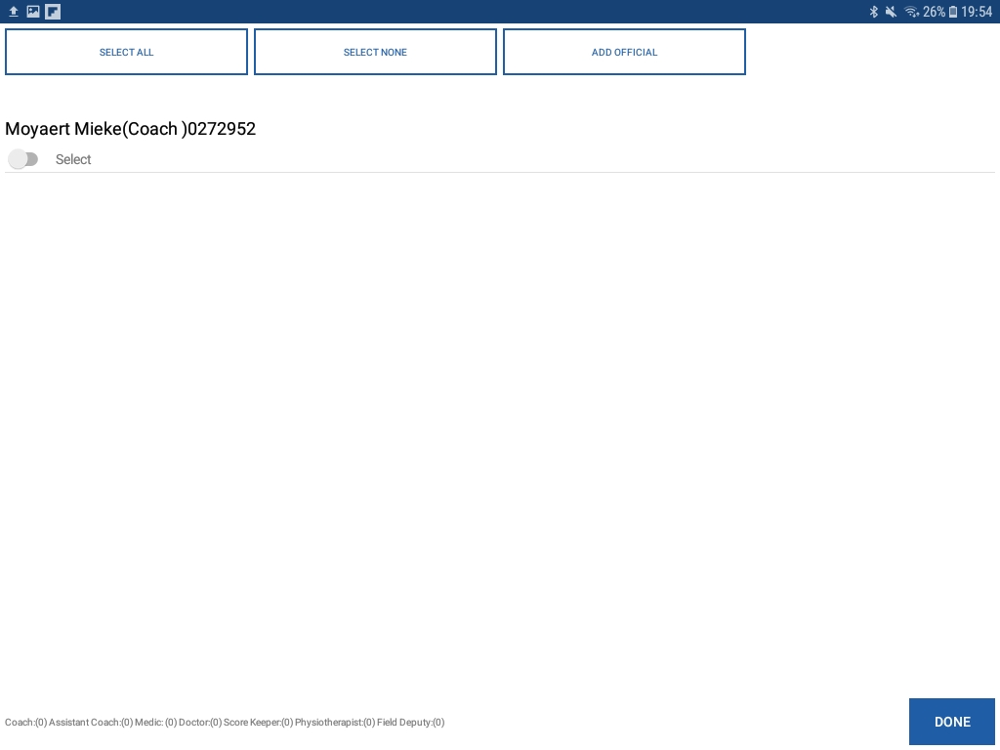 26% 19:54
SELECT ALL SELECT NONE ADD OFFICIAL
Moyaert Mieke(Coach )0272952
Select
Coach:(0) Assistant Coach:(0) Medic: (0) Doctor:(0) Score Keeper:(0) Physiotherapist:(0) Field Deputy:(0)
DONE